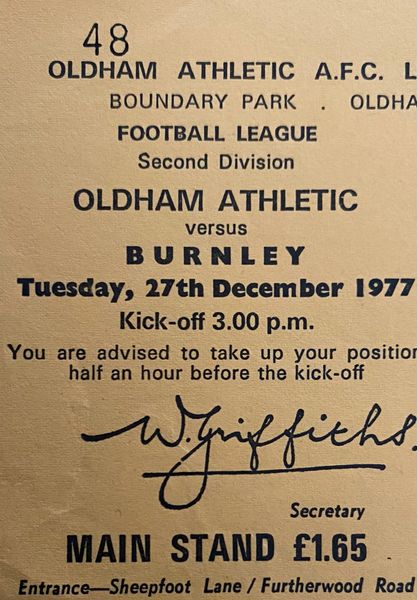 48
OLDHAM ATHLETIC A.F.C. L
BOUNDARY PARK . OLDHA
FOOTBALL LEAGUE
Second Division
OLDHAM ATHLETIC
versus
BURNLEY
Tuesday, 27th December 1977
Kick-off 3.00 p.m.
You are advised to take up your position
half an hour before the kick-off
W. Griffiths.
Secretary
MAIN STAND £1.65
Entrance—Sheepfoot Lane / Furtherwood Road